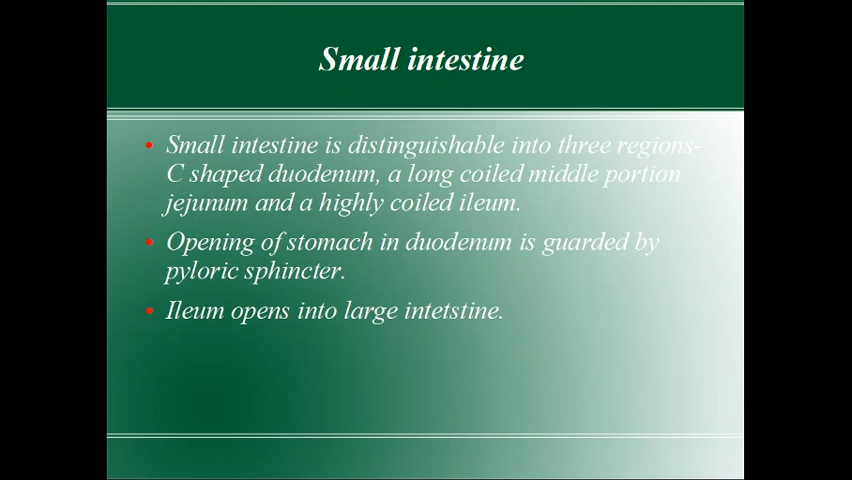 Small intestine
• Small intestine is distinguishable into three regions-
C shaped duodenum, a long coiled middle portion
jejunum and a highly coiled ileum.
• Opening of stomach in duodenum is guarded by
pyloric sphincter.
• Ileum opens into large intetstine.